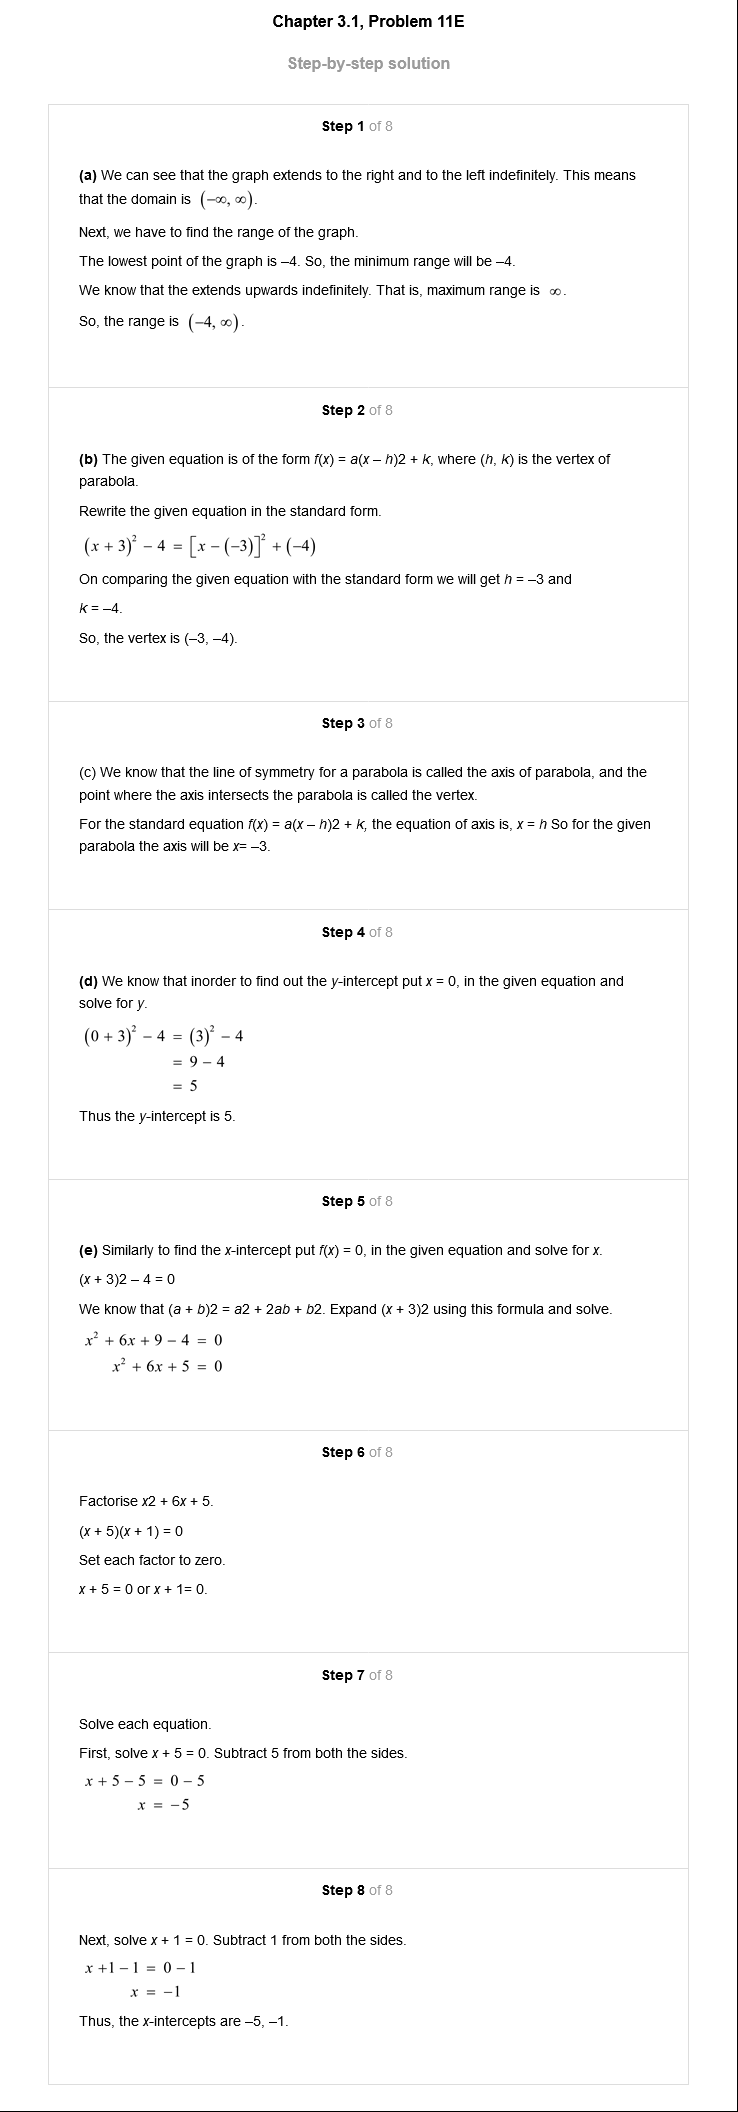 Chapter 3.1, Problem 11E
Step-by-step solution
Step 1 of 8
(a) We can see that the graph extends to the right and to the left indefinitely. This means
that the domain is (−∞, ∞).
Next, we have to find the range of the graph.
The lowest point of the graph is –4. So, the minimum range will be –4.
We know that the extends upwards indefinitely. That is, maximum range is ∞.
So, the range is (−4, ∞).
Step 2 of 8
(b) The given equation is of the form f(x) = a(x – h)2 + k, where (h, k) is the vertex of
parabola.
Rewrite the given equation in the standard form.
(x + 3)² − 4 = [x − (−3)]² + (−4)
On comparing the given equation with the standard form we will get h = –3 and
k = –4.
So, the vertex is (–3, –4).
Step 3 of 8
(c) We know that the line of symmetry for a parabola is called the axis of parabola, and the
point where the axis intersects the parabola is called the vertex.
For the standard equation f(x) = a(x – h)2 + k, the equation of axis is, x = h So for the given
parabola the axis will be x= –3.
Step 4 of 8
(d) We know that inorder to find out the y-intercept put x = 0, in the given equation and
solve for y.
(0 + 3)² − 4 = (3)² − 4
= 9 − 4
= 5
Thus the y-intercept is 5.
Step 5 of 8
(e) Similarly to find the x-intercept put f(x) = 0, in the given equation and solve for x.
(x + 3)2 – 4 = 0
We know that (a + b)2 = a2 + 2ab + b2. Expand (x + 3)2 using this formula and solve.
x² + 6x + 9 − 4 = 0
x² + 6x + 5 = 0
Step 6 of 8
Factorise x2 + 6x + 5.
(x + 5)(x + 1) = 0
Set each factor to zero.
x + 5 = 0 or x + 1= 0.
Step 7 of 8
Solve each equation.
First, solve x + 5 = 0. Subtract 5 from both the sides.
x + 5 − 5 = 0 − 5
x = −5
Step 8 of 8
Next, solve x + 1 = 0. Subtract 1 from both the sides.
x +1 − 1 = 0 − 1
x = −1
Thus, the x-intercepts are –5, –1.